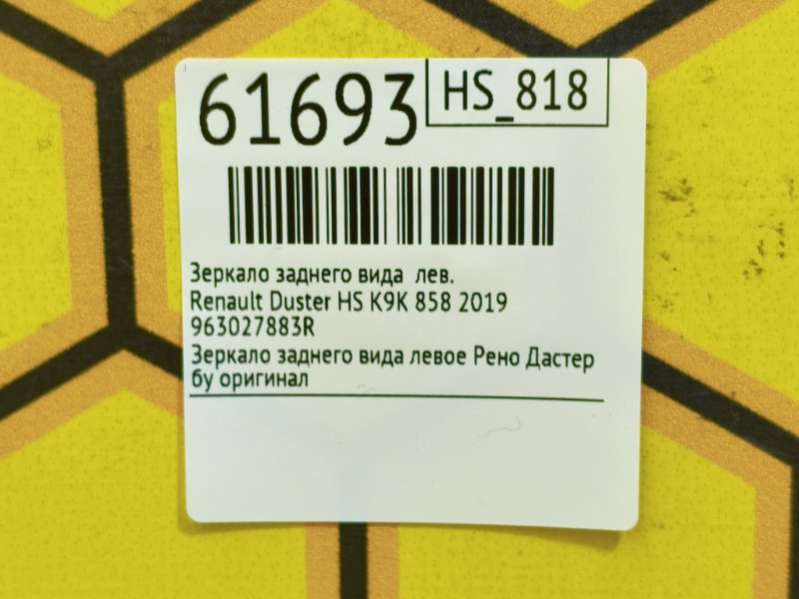 61693
HS_818
Зеркало заднего вида лев.
Renault Duster HS K9K 858 2019
963027883R
Зеркало заднего вида левое Рено Дастер
бу оригинал